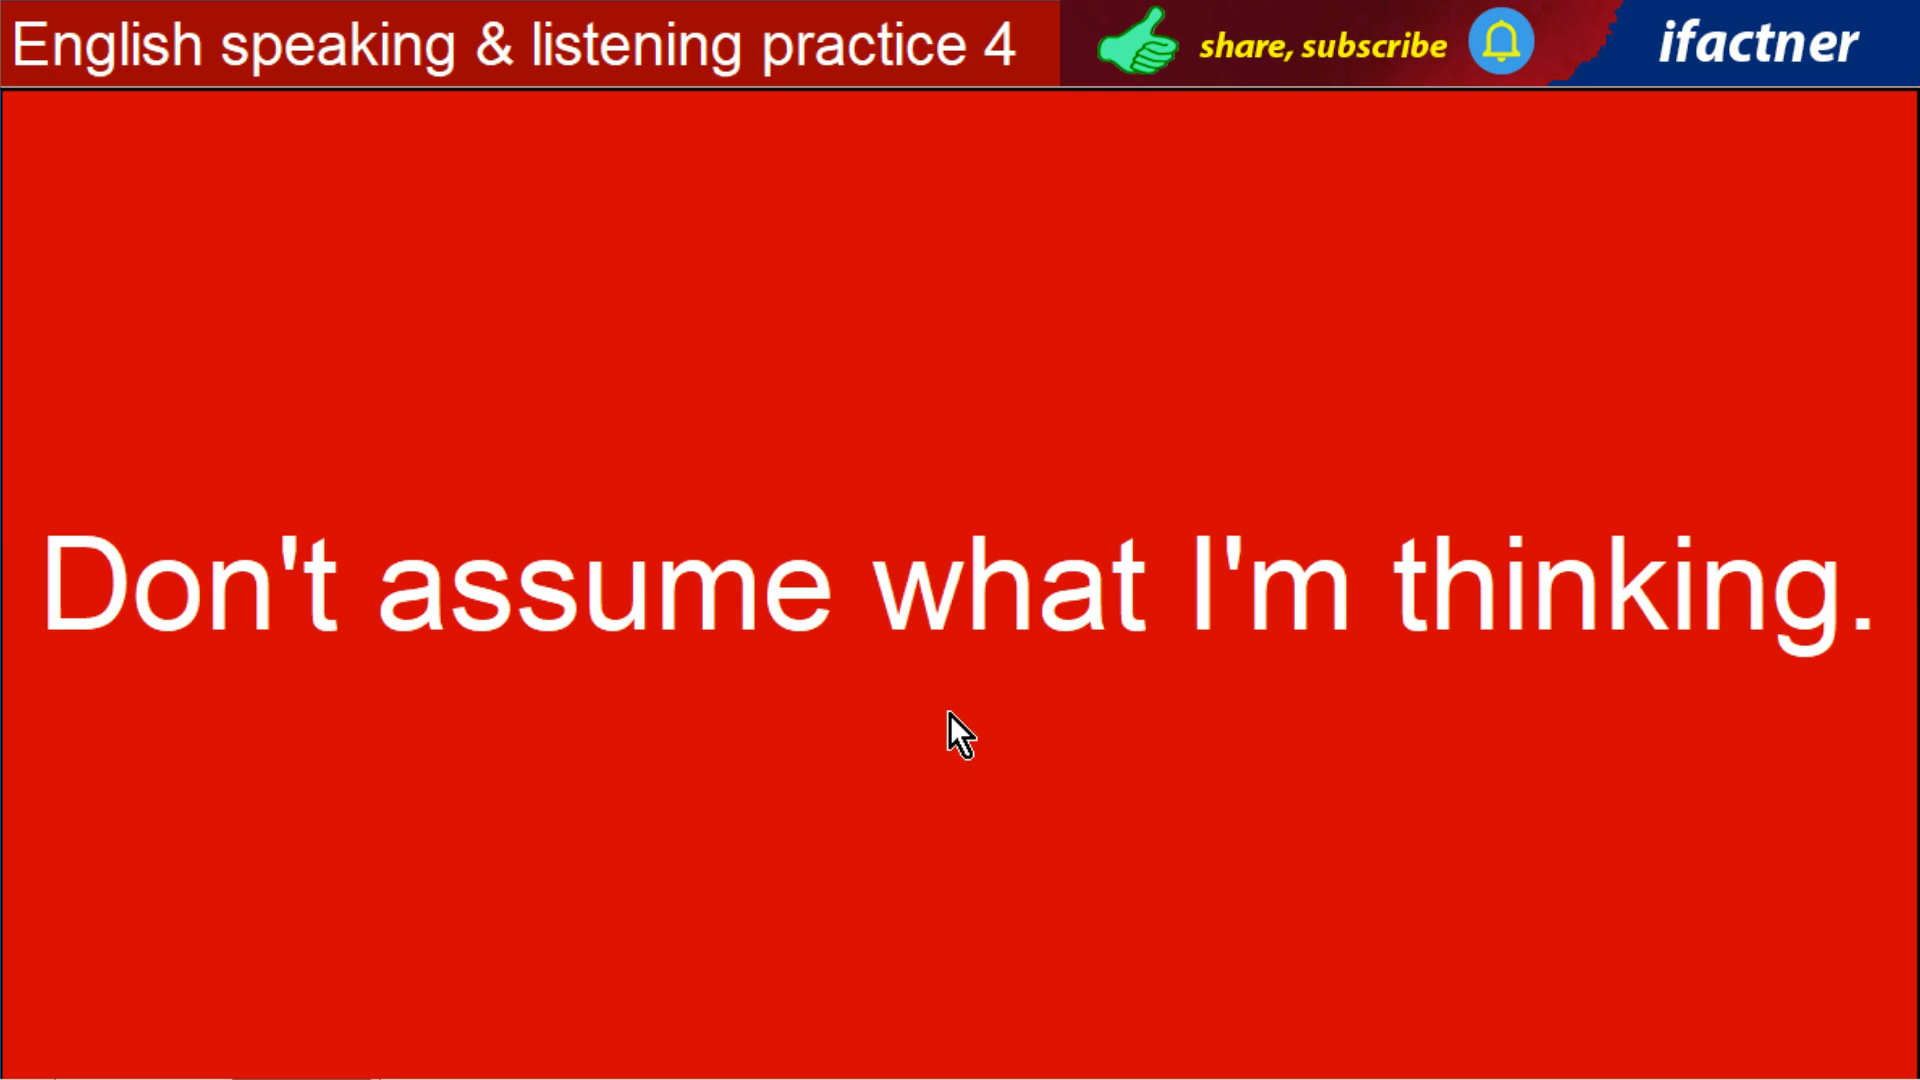 English speaking & listening practice 4
share, subscribe
ifactner
Don't assume what I'm thinking.